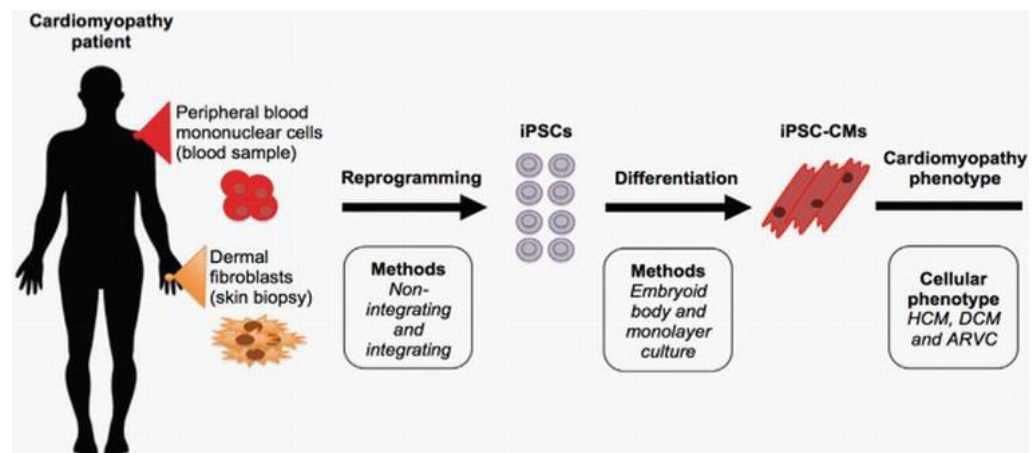 Cardiomyopathy
patient
Peripheral blood
mononuclear cells
(blood sample)
Dermal
fibroblasts
(skin biopsy)
Reprogramming
Methods
Non-
integrating
and
integrating
iPSCs
Differentiation
Methods
Embryoid
body and
monolayer
culture
iPSC-CMs
Cardiomyopathy
phenotype
Cellular
phenotype
HCM, DCM
and ARVC